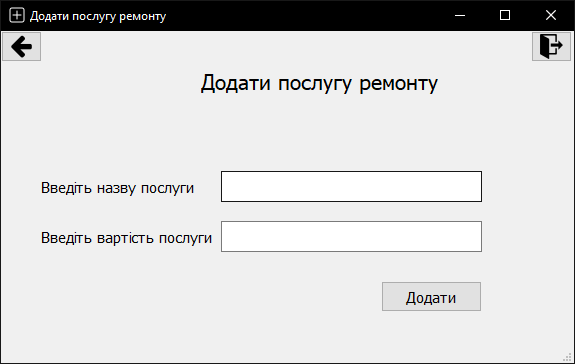 Додати послугу ремонту
Додати послугу ремонту
Введіть назву послуги
Введіть вартість послуги
Додати